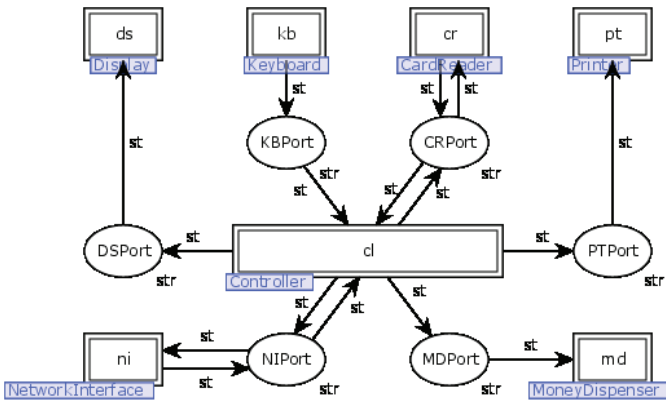 ds kb cr pt
Display Keyboard CardReader Printer
st st st
st st
KBPort CRPort
str str
st st st
st st
DSPort cl PTPort
str str
Controller
st st st
st
ni NIPort MDPort md
st st
NetworkInterface str str MoneyDispenser